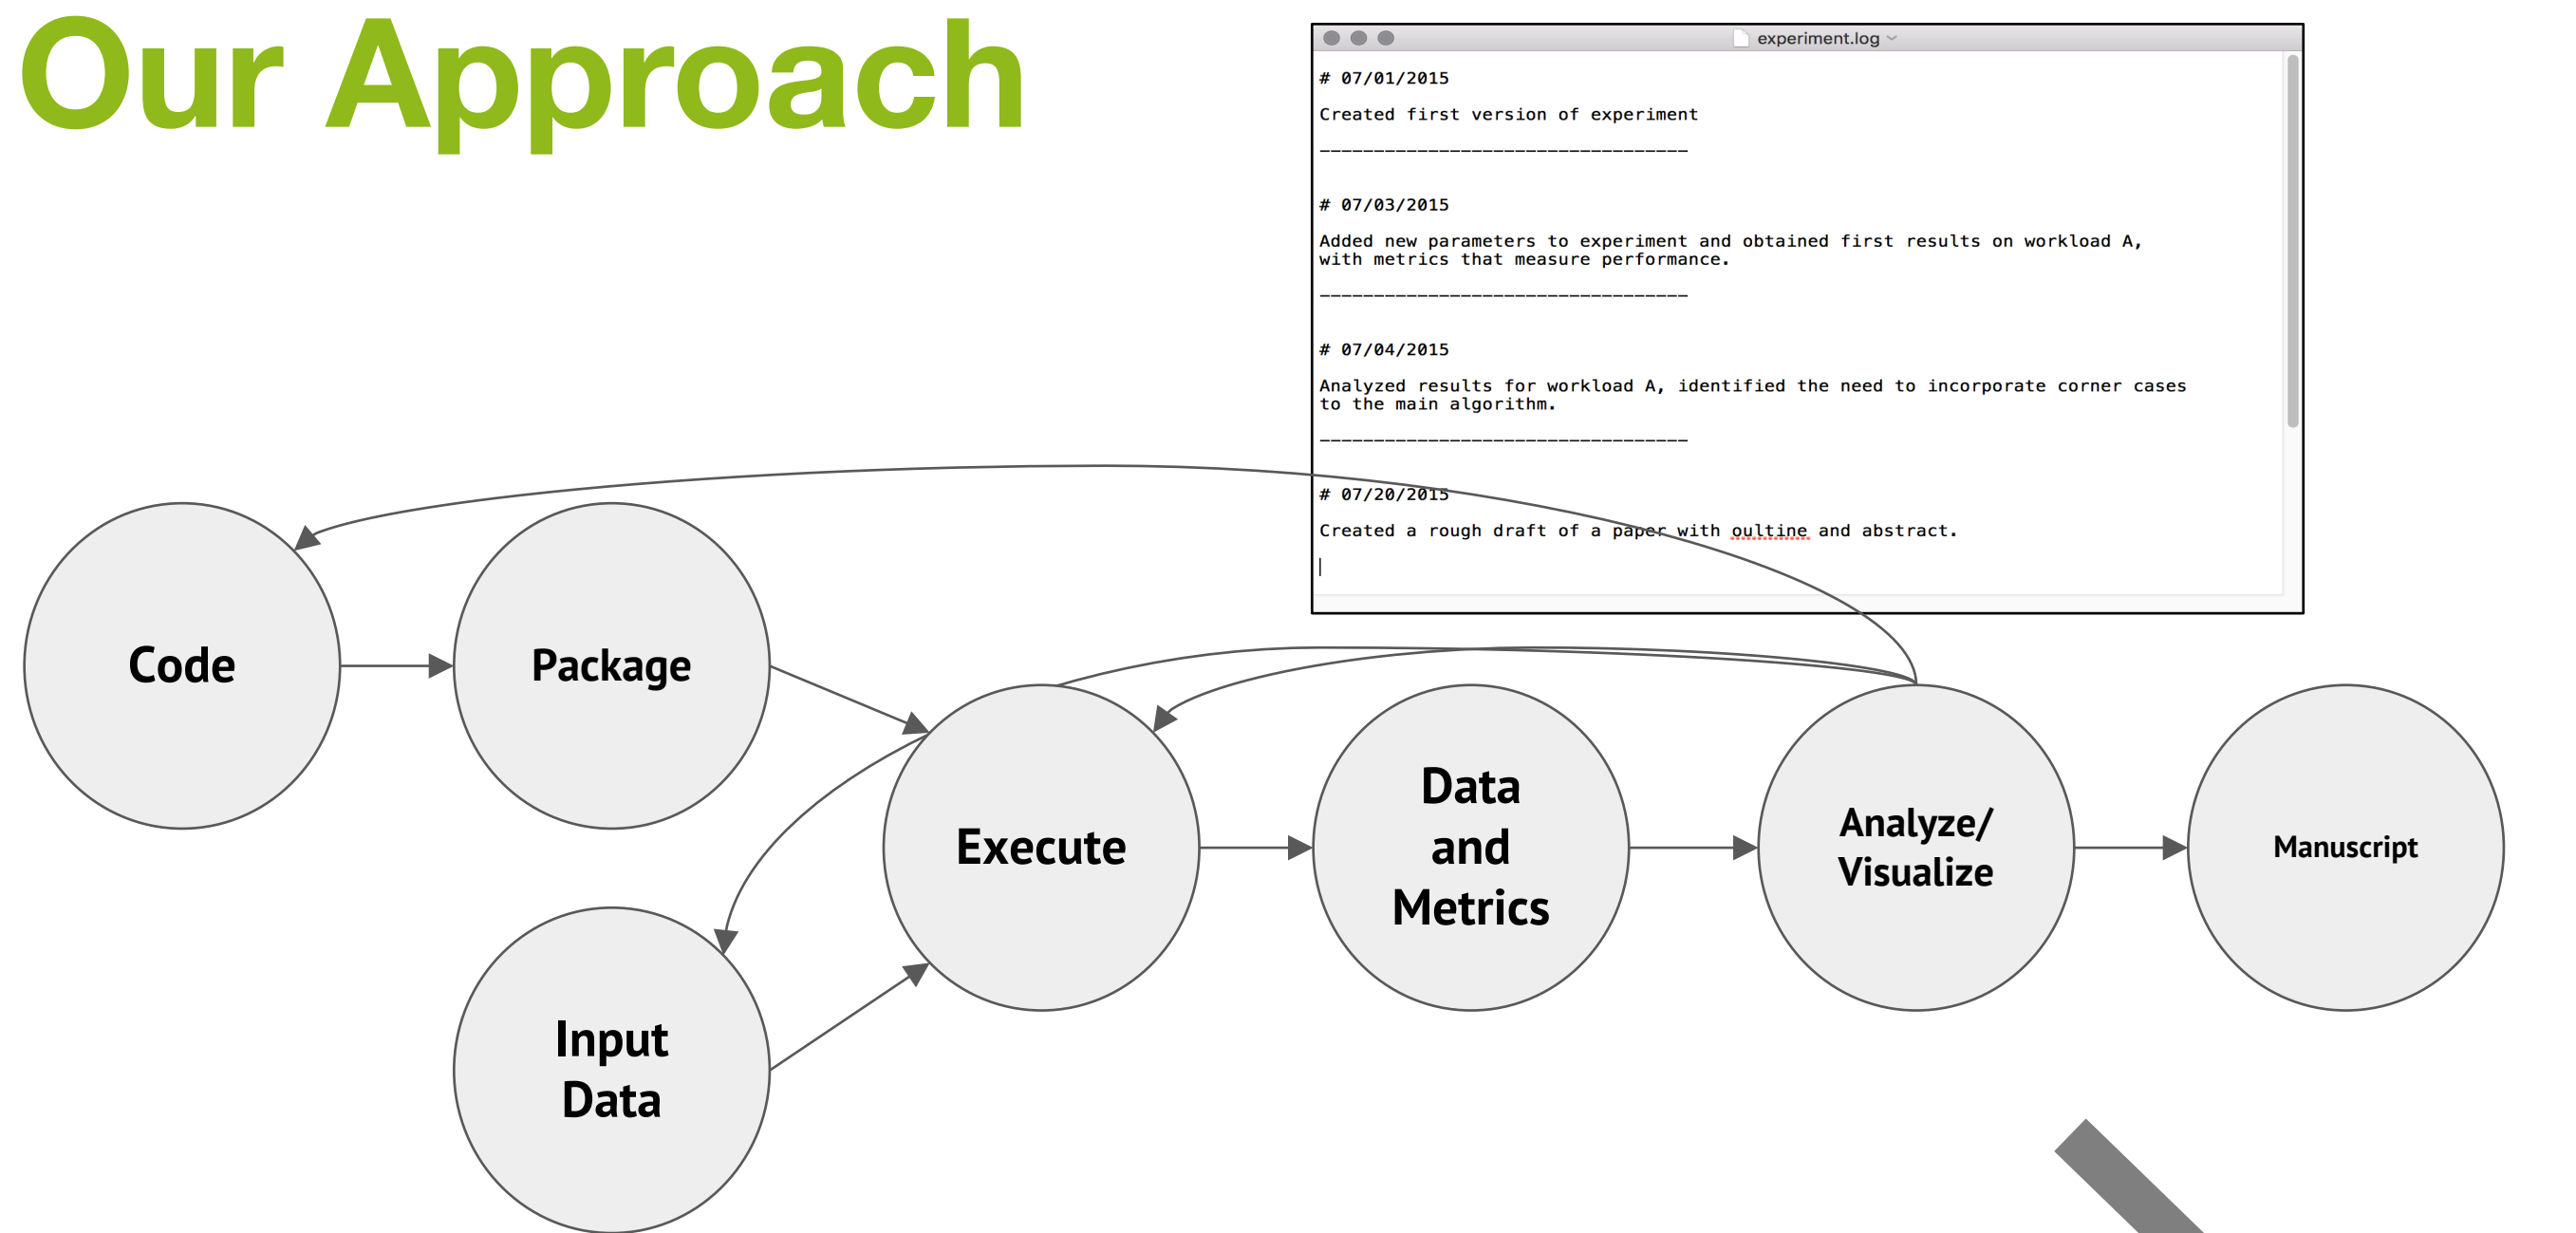 Our Approach
experiment.log
# 07/01/2015
Created first version of experiment
----------------------------------
# 07/03/2015
Added new parameters to experiment and obtained first results on workload A,
with metrics that measure performance.
----------------------------------
# 07/04/2015
Analyzed results for workload A, identified the need to incorporate corner cases
to the main algorithm.
----------------------------------
# 07/20/2015
Created a rough draft of a paper with oultine and abstract.
Code
Package
Execute
Data
and
Metrics
Analyze/
Visualize
Manuscript
Input
Data